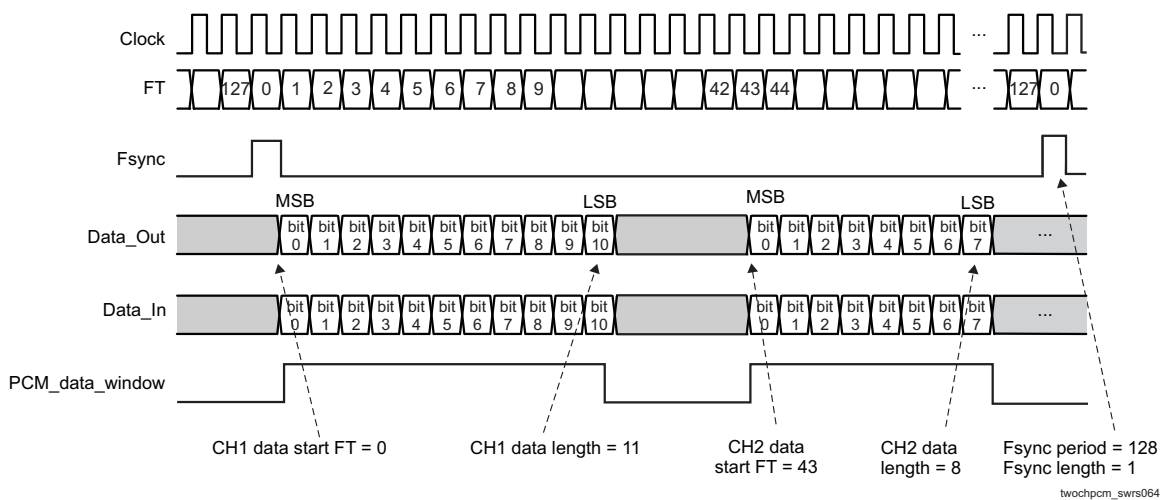 Clock ...
FT 127 0 1 2 3 4 5 6 7 8 9 42 43 44 ... 127 0
Fsync
MSB LSB MSB LSB
Data_Out bit 0 bit 1 bit 2 bit 3 bit 4 bit 5 bit 6 bit 7 bit 8 bit 9 bit 10 bit 0 bit 1 bit 2 bit 3 bit 4 bit 5 bit 6 bit 7 ...
Data_In bit 0 bit 1 bit 2 bit 3 bit 4 bit 5 bit 6 bit 7 bit 8 bit 9 bit 10 bit 0 bit 1 bit 2 bit 3 bit 4 bit 5 bit 6 bit 7 ...
PCM_data_window
CH1 data start FT = 0
CH1 data length = 11
CH2 data
start FT = 43
CH2 data
length = 8
Fsync period = 128
Fsync length = 1
twochpcm_swrs064